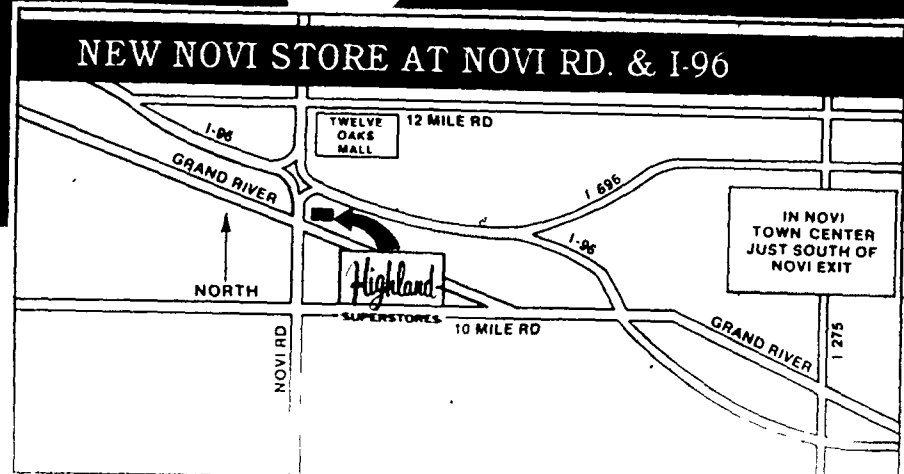 NEW NOVI STORE AT NOVI RD. & I-96
I-96
TWELVE
OAKS
MALL
12 MILE RD
GRAND RIVER
I 696
IN NOVI
TOWN CENTER
JUST SOUTH OF
NOVI EXIT
I-96
NORTH
Highland
SUPERSTORES
10 MILE RD
GRAND RIVER
NOVI RD
I 275